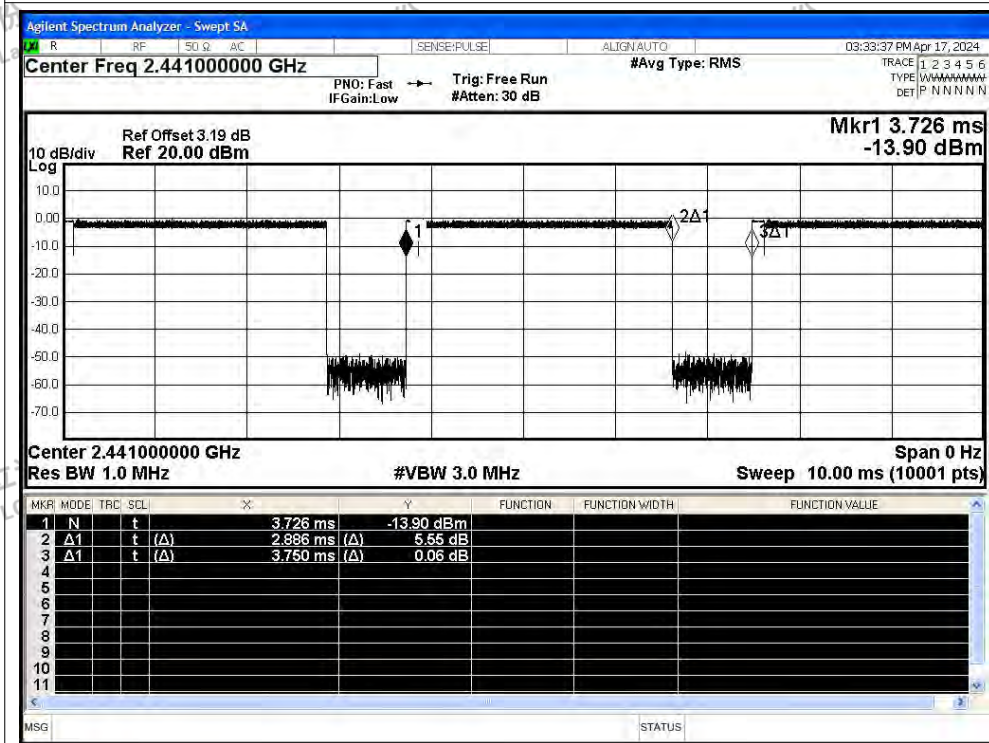 Agilent Spectrum Analyzer - Swept SA
LXI R RF 50 Ω AC SENSE:PULSE ALIGN AUTO 03:33:37 PM Apr 17, 2024
Center Freq 2.441000000 GHz
PNO: Fast
IFGain:Low
Trig: Free Run
#Atten: 30 dB
#Avg Type: RMS
TRACE 1 2 3 4 5 6
TYPE WWWWWW
DET P N N N N N
Mkr1 3.726 ms
-13.90 dBm
Ref Offset 3.19 dB
10 dB/div Ref 20.00 dBm
Log
10.0
0.00
-10.0
-20.0
-30.0
-40.0
-50.0
-60.0
-70.0
1
2Δ1
3Δ1
Center 2.441000000 GHz Span 0 Hz
Res BW 1.0 MHz #VBW 3.0 MHz Sweep 10.00 ms (10001 pts)
MKR MODE TRC SCL X Y FUNCTION FUNCTION WIDTH FUNCTION VALUE
1 N t 3.726 ms -13.90 dBm
2 Δ1 t (Δ) 2.886 ms (Δ) 5.55 dB
3 Δ1 t (Δ) 3.750 ms (Δ) 0.06 dB
4
5
6
7
8
9
10
11
MSG STATUS